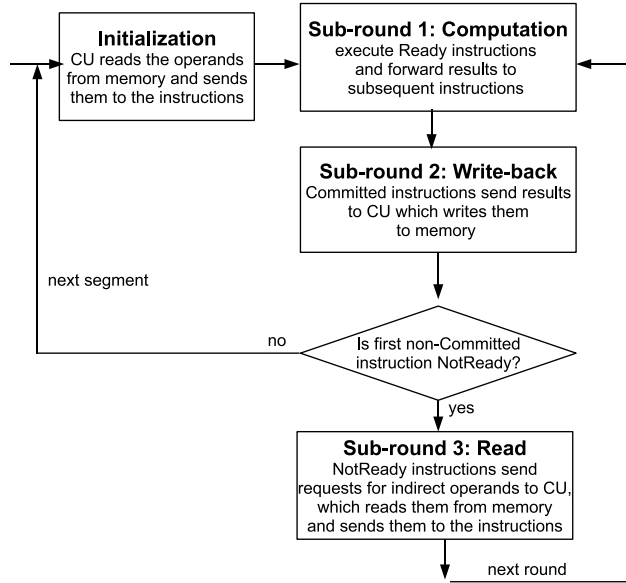 Initialization
CU reads the operands
from memory and sends
them to the instructions
Sub-round 1: Computation
execute Ready instructions
and forward results to
subsequent instructions
Sub-round 2: Write-back
Committed instructions send results
to CU which writes them
to memory
next segment
no
Is first non-Committed
instruction NotReady?
yes
Sub-round 3: Read
NotReady instructions send
requests for indirect operands to CU,
which reads them from memory
and sends them to the instructions
next round